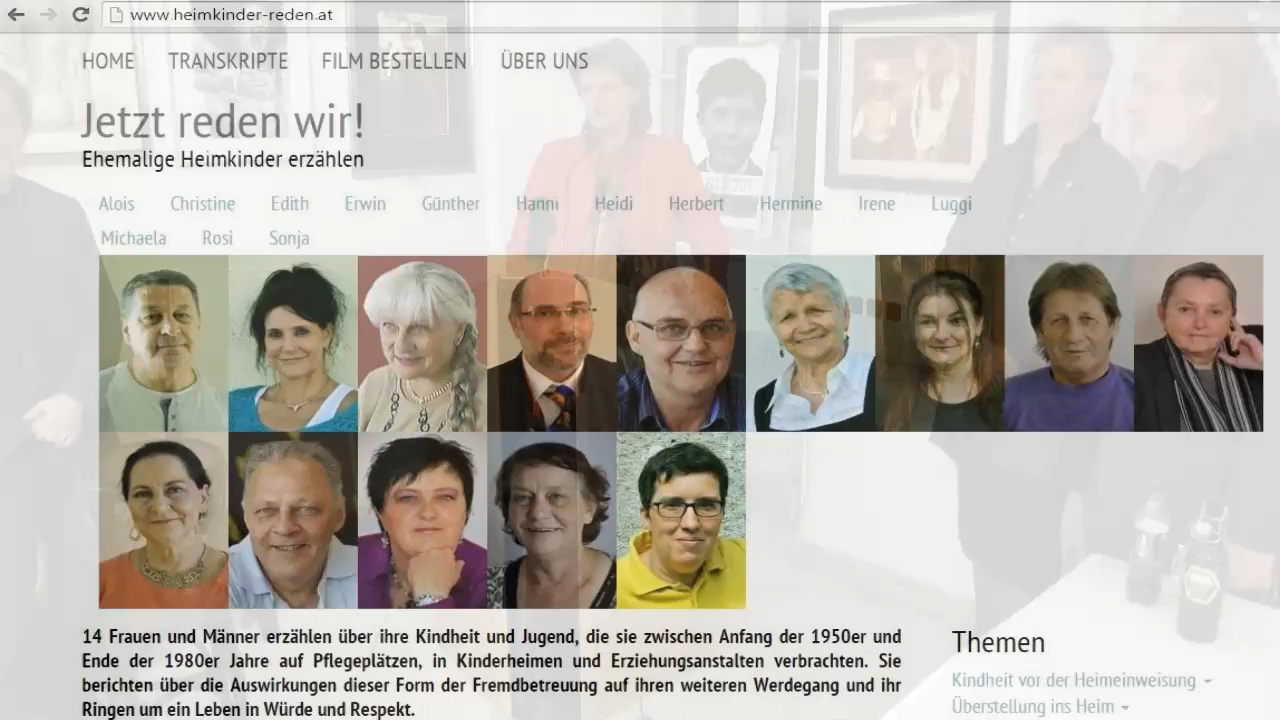 www.heimkinder-reden.at
HOME TRANSKRIPTE FILM BESTELLEN ÜBER UNS
Jetzt reden wir!
Ehemalige Heimkinder erzählen
Alois Christine Edith Erwin Günther Hanni Heidi Herbert Hermine Irene Luggi
Michaela Rosi Sonja
14 Frauen und Männer erzählen über ihre Kindheit und Jugend, die sie zwischen Anfang der 1950er und
Ende der 1980er Jahre auf Pflegeplätzen, in Kinderheimen und Erziehungsanstalten verbrachten. Sie
berichten über die Auswirkungen dieser Form der Fremdbetreuung auf ihren weiteren Werdegang und ihr
Ringen um ein Leben in Würde und Respekt.
Themen
Kindheit vor der Heimeinweisung
Überstellung ins Heim